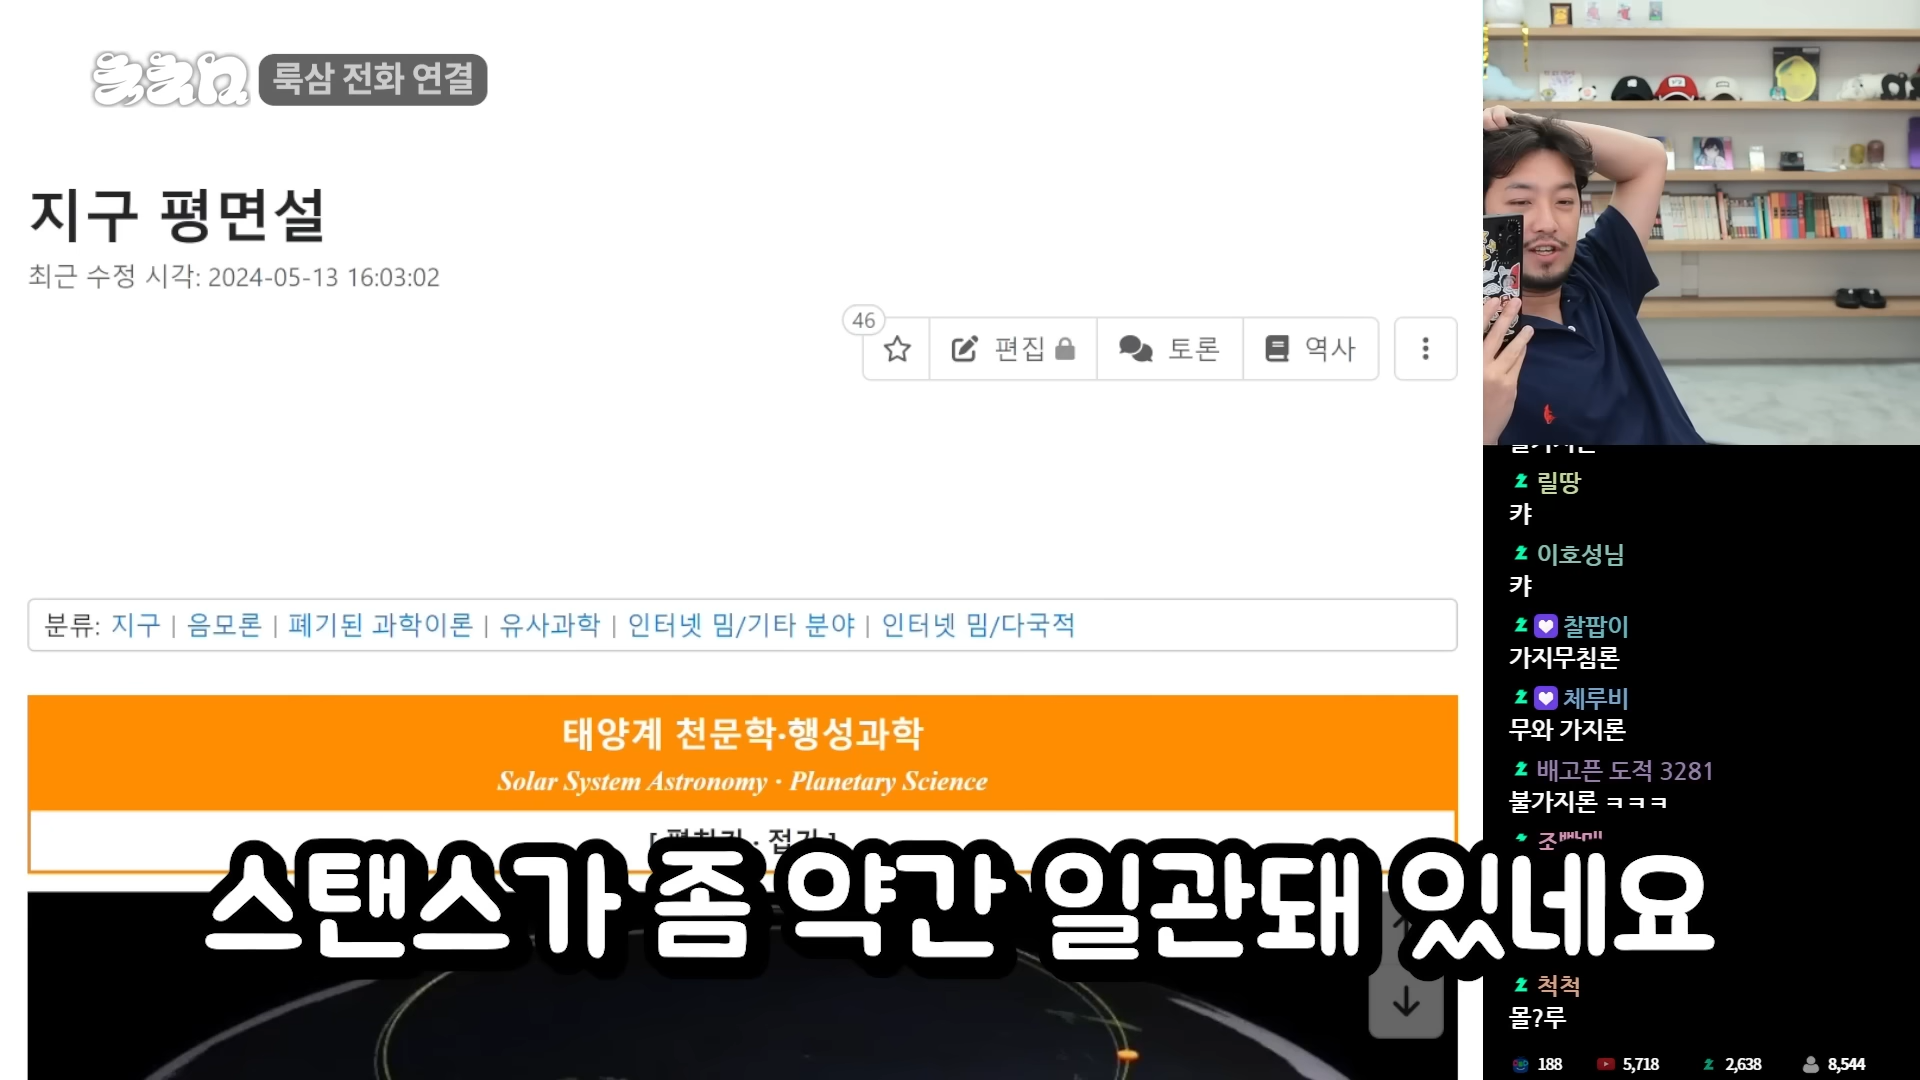 룩삼 전화 연결
지구 평면설
최근 수정 시각: 2024-05-13 16:03:02
46
편집
토론
역사
분류: 지구 | 음모론 | 폐기된 과학이론 | 유사과학 | 인터넷 밈/기타 분야 | 인터넷 밈/다국적
태양계 천문학·행성과학
Solar System Astronomy · Planetary Science
스탠스가 좀 약간 일관돼 있네요
릴땅
캬
이호성님
캬
찰팝이
가지무침론
체루비
무와 가지론
배고픈 도적 3281
불가지론 ㅋㅋㅋ
척척
몰?루
188
5,718
2,638
8,544